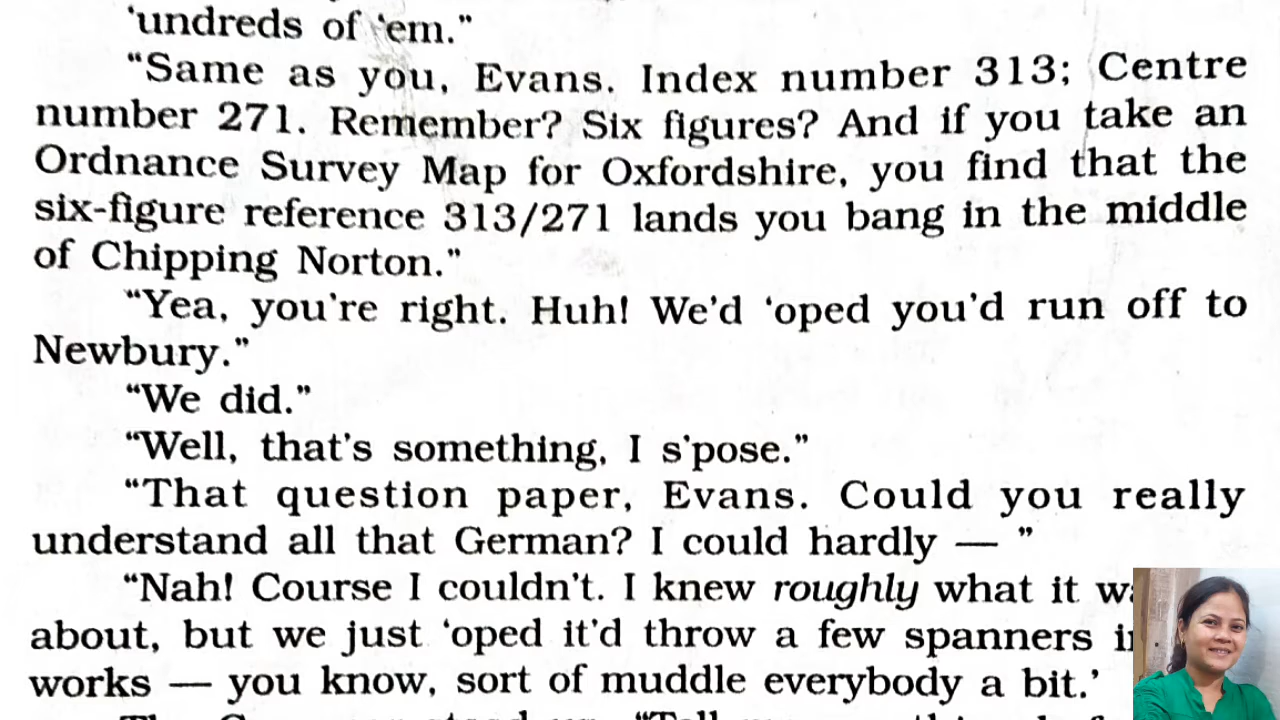 ‘undreds of ‘em.”
“Same as you, Evans. Index number 313; Centre
number 271. Remember? Six figures? And if you take an
Ordnance Survey Map for Oxfordshire, you find that the
six-figure reference 313/271 lands you bang in the middle
of Chipping Norton.”
“Yea, you’re right. Huh! We’d ‘oped you’d run off to
Newbury.”
“We did.”
“Well, that’s something, I s’pose.”
“That question paper, Evans. Could you really
understand all that German? I could hardly — ”
“Nah! Course I couldn’t. I knew roughly what it
about, but we just ‘oped it’d throw a few spanners
works — you know, sort of muddle everybody a bit.’